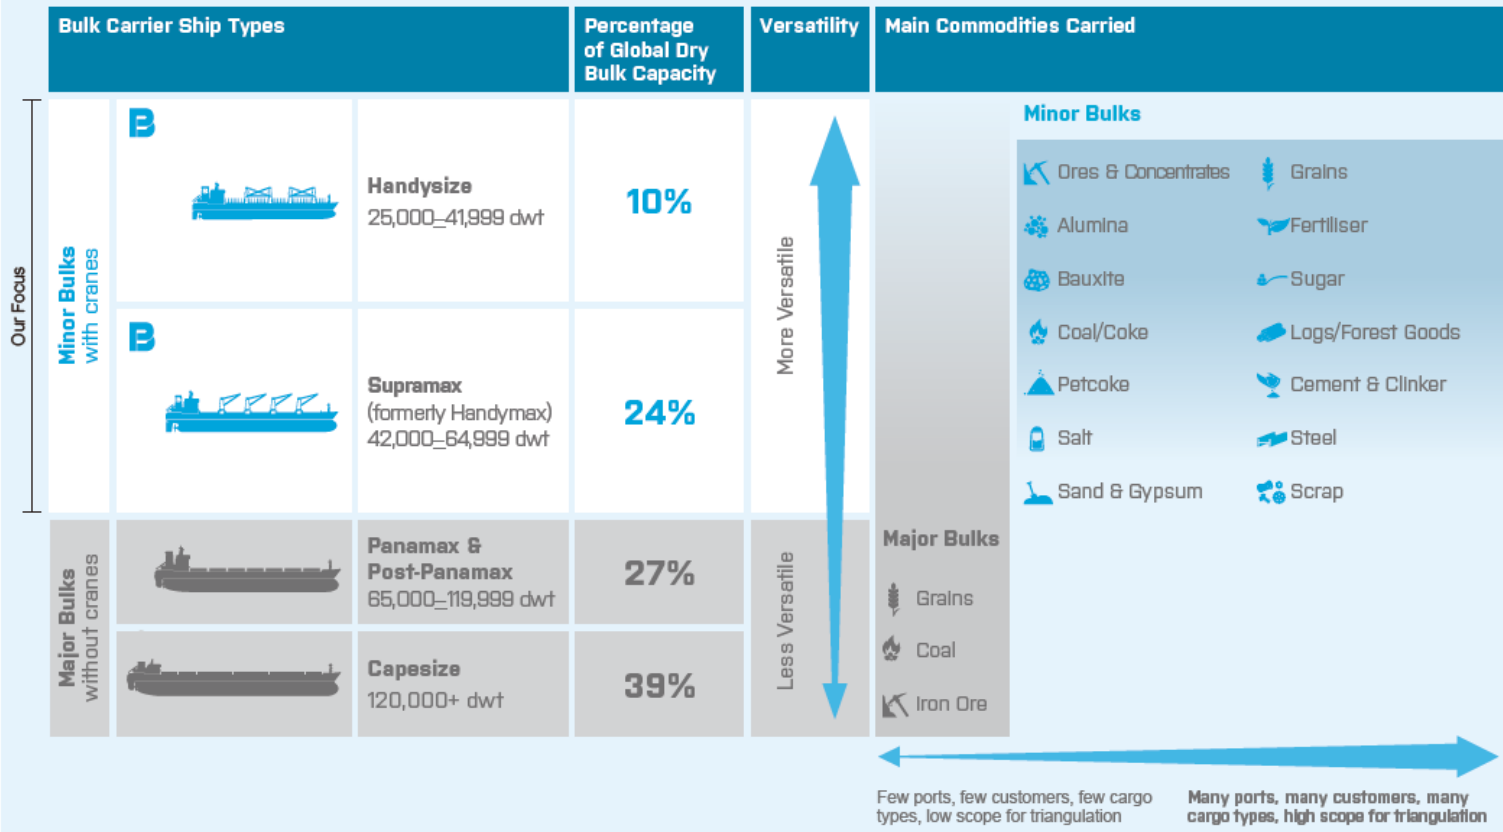 Bulk Carrier Ship Types
Percentage
of Global Dry
Bulk Capacity
Versatility
Main Commodities Carried
Our Focus
Minor Bulks
with cranes
B
Handysize
25,000–41,999 dwt
10%
B
Supramax
(formerly Handymax)
42,000–64,999 dwt
24%
Major Bulks
without cranes
Panamax &
Post-Panamax
65,000–119,999 dwt
27%
Capesize
120,000+ dwt
39%
More Versatile
Less Versatile
Minor Bulks
Ores & Concentrates
Grains
Alumina
Fertiliser
Bauxite
Sugar
Coal/Coke
Logs/Forest Goods
Petcoke
Cement & Clinker
Salt
Steel
Sand & Gypsum
Scrap
Major Bulks
Grains
Coal
Iron Ore
Few ports, few customers, few cargo
types, low scope for triangulation
Many ports, many customers, many
cargo types, high scope for triangulation